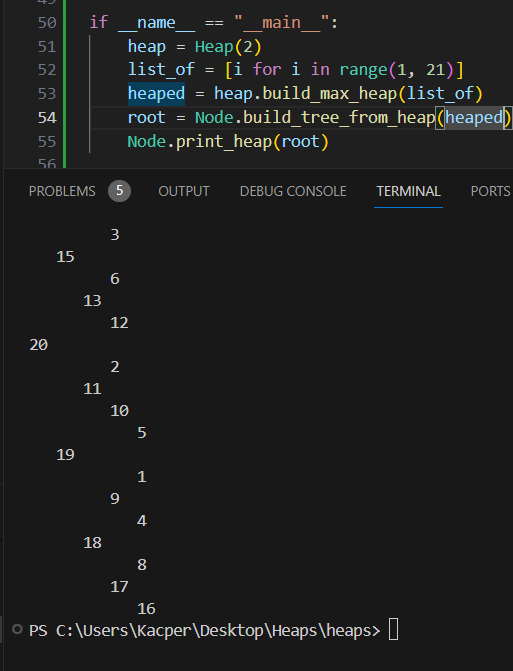 50 if __name__ == "__main__":
51 heap = Heap(2)
52 list_of = [i for i in range(1, 21)]
53 heaped = heap.build_max_heap(list_of)
54 root = Node.build_tree_from_heap(heaped)
55 Node.print_heap(root)
56
PROBLEMS 5 OUTPUT DEBUG CONSOLE TERMINAL PORTS
3
15
6
13
12
20
2
11
10
5
19
1
9
4
18
8
17
16
PS C:\Users\Kacper\Desktop\Heaps\heaps>